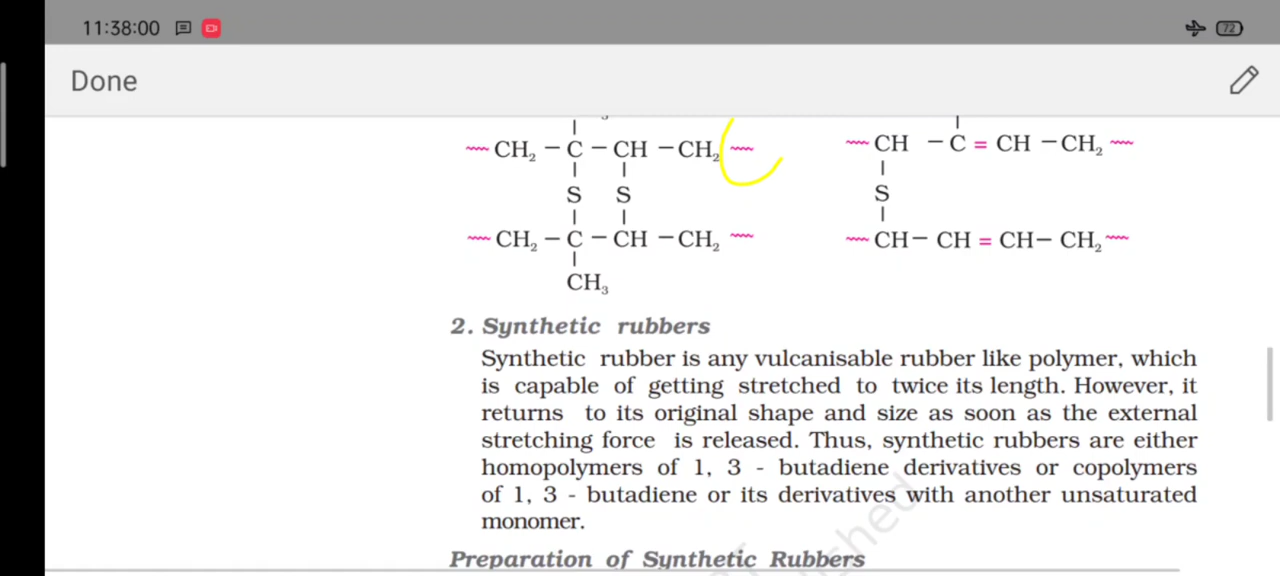 11:38:00
72
Done
CH₂ – C – CH – CH₂
S S
CH₂ – C – CH – CH₂
CH₃
CH – C = CH – CH₂
S
CH – CH = CH – CH₂
2. Synthetic rubbers
Synthetic rubber is any vulcanisable rubber like polymer, which
is capable of getting stretched to twice its length. However, it
returns to its original shape and size as soon as the external
stretching force is released. Thus, synthetic rubbers are either
homopolymers of 1, 3 - butadiene derivatives or copolymers
of 1, 3 - butadiene or its derivatives with another unsaturated
monomer.
Preparation of Synthetic Rubbers